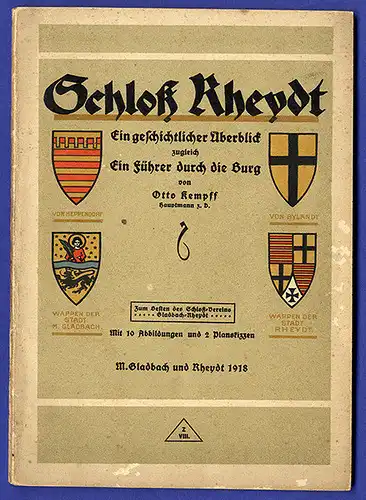 Schloß Rheydt
Ein geschichtlicher Überblick
zugleich
Ein Führer durch die Burg
von
Otto Kempff
Hauptmann z. D.
VON HEPPENDORF
VON BYLANDT
WAPPEN DER
STADT
M. GLADBACH
WAPPEN DER
STADT
RHEYDT
Zum Besten des Schloß-Vereins
Gladbach-Rheydt
Mit 10 Abbildungen und 2 Planskizzen
M.Gladbach und Rheydt 1918
Z
VIII.